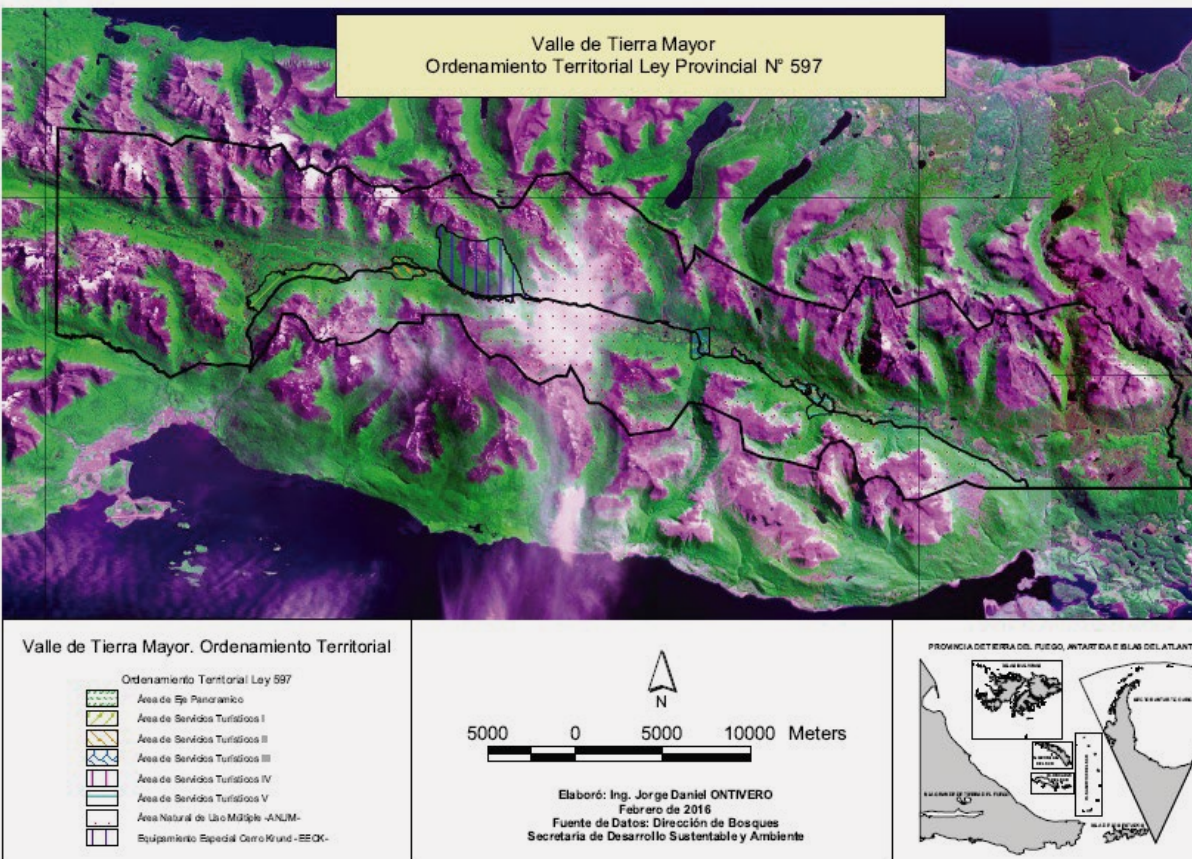 Valle de Tierra Mayor
Ordenamiento Territorial Ley Provincial N° 597
Valle de Tierra Mayor. Ordenamiento Territorial
Ordenamiento Territorial Ley 597
Área de Eje Panoramico
Área de Servicios Turísticos I
Área de Servicios Turísticos II
Área de Servicios Turísticos III
Área de Servicios Turísticos IV
Área de Servicios Turísticos V
Área Natural de Uso Múltiple -ANUM-
Equipamiento Especial Cerro Krund -EECK-
N
5000 0 5000 10000 Meters
Elaboró: Ing. Jorge Daniel ONTIVERO
Febrero de 2016
Fuente de Datos: Dirección de Bosques
Secretaria de Desarrollo Sustentable y Ambiente
PROVINCIA DE TIERRA DEL FUEGO, ANTARTIDA E ISLAS DEL ATLANT